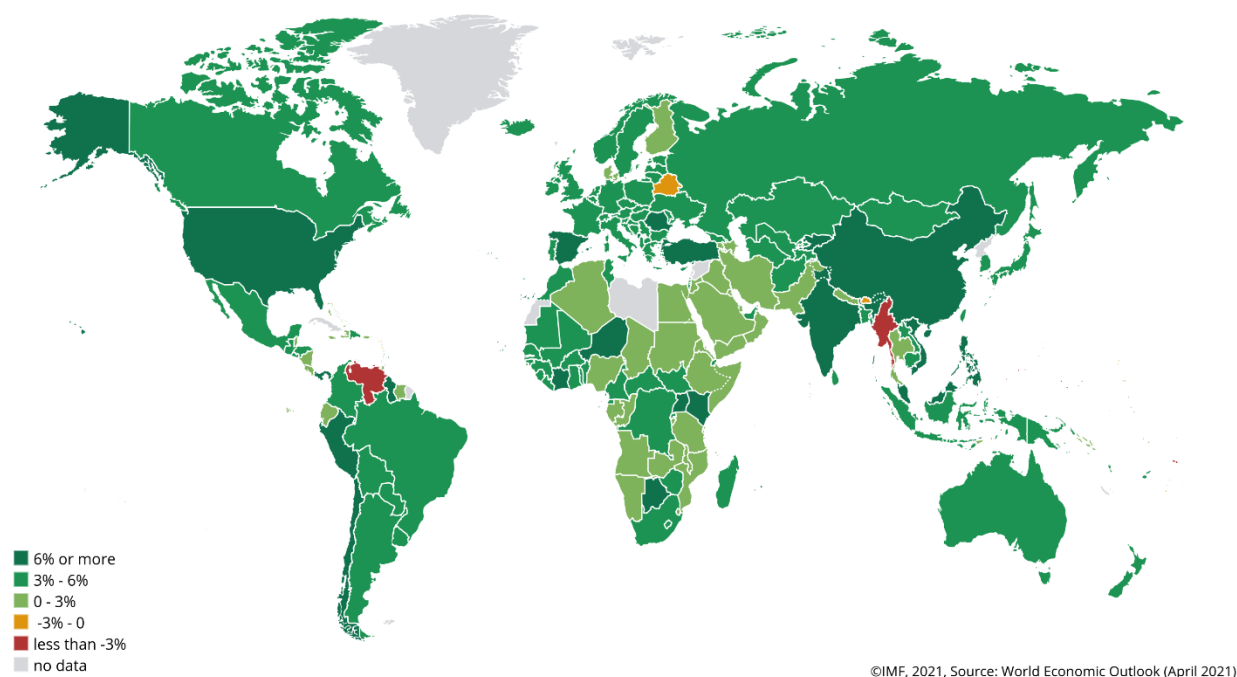 6% or more
3% - 6%
0 - 3%
-3% - 0
less than -3%
no data
©IMF, 2021, Source: World Economic Outlook (April 2021)